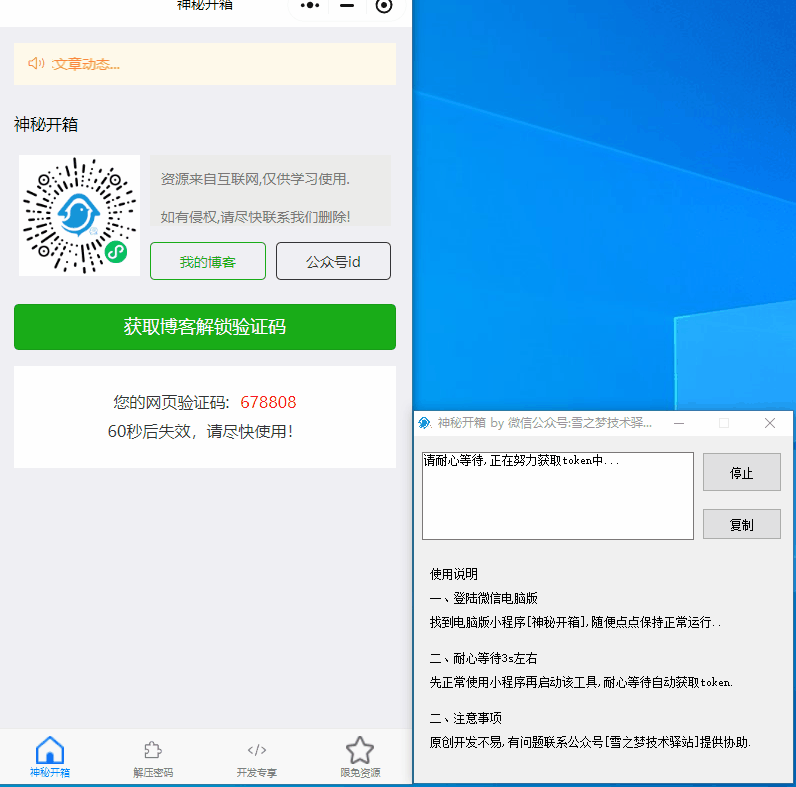 神秘开箱
文章动态...
神秘开箱
资源来自互联网,仅供学习使用.
如有侵权,请尽快联系我们删除!
我的博客
公众号id
获取博客解锁验证码
您的网页验证码: 678808
60秒后失效，请尽快使用！
神秘开箱
解压密码
开发专享
限免资源
神秘开箱 by 微信公众号:雪之梦技术驿...
请耐心等待,正在努力获取token中...
停止
复制
使用说明
一、登陆微信电脑版
找到电脑版小程序[神秘开箱],随便点点保持正常运行..
二、耐心等待3s左右
先正常使用小程序再启动该工具,耐心等待自动获取token.
二、注意事项
原创开发不易,有问题联系公众号[雪之梦技术驿站]提供协助.